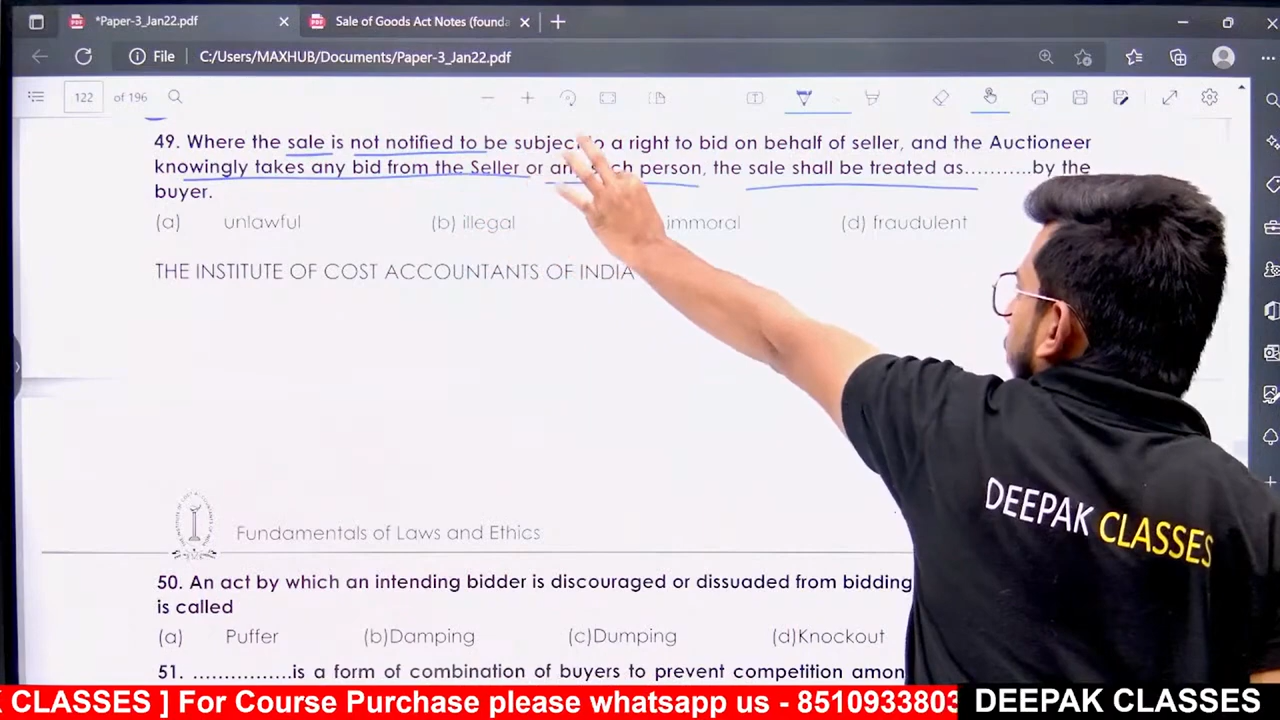 *Paper-3_Jan22.pdf
Sale of Goods Act Notes (founda
File C:/Users/MAXHUB/Documents/Paper-3_Jan22.pdf
122 of 196
49. Where the sale is not notified to be subject to a right to bid on behalf of seller, and the Auctioneer
knowingly takes any bid from the Seller or any such person, the sale shall be treated as...........by the
buyer.
(a) unlawful (b) illegal immoral (d) fraudulent
THE INSTITUTE OF COST ACCOUNTANTS OF INDIA
Fundamentals of Laws and Ethics
50. An act by which an intending bidder is discouraged or dissuaded from bidding
is called
(a) Puffer (b)Damping (c)Dumping (d)Knockout
51. ................is a form of combination of buyers to prevent competition amon
DEEPAK CLASSES
CLASSES ] For Course Purchase please whatsapp us - 8510933803
DEEPAK CLASSES